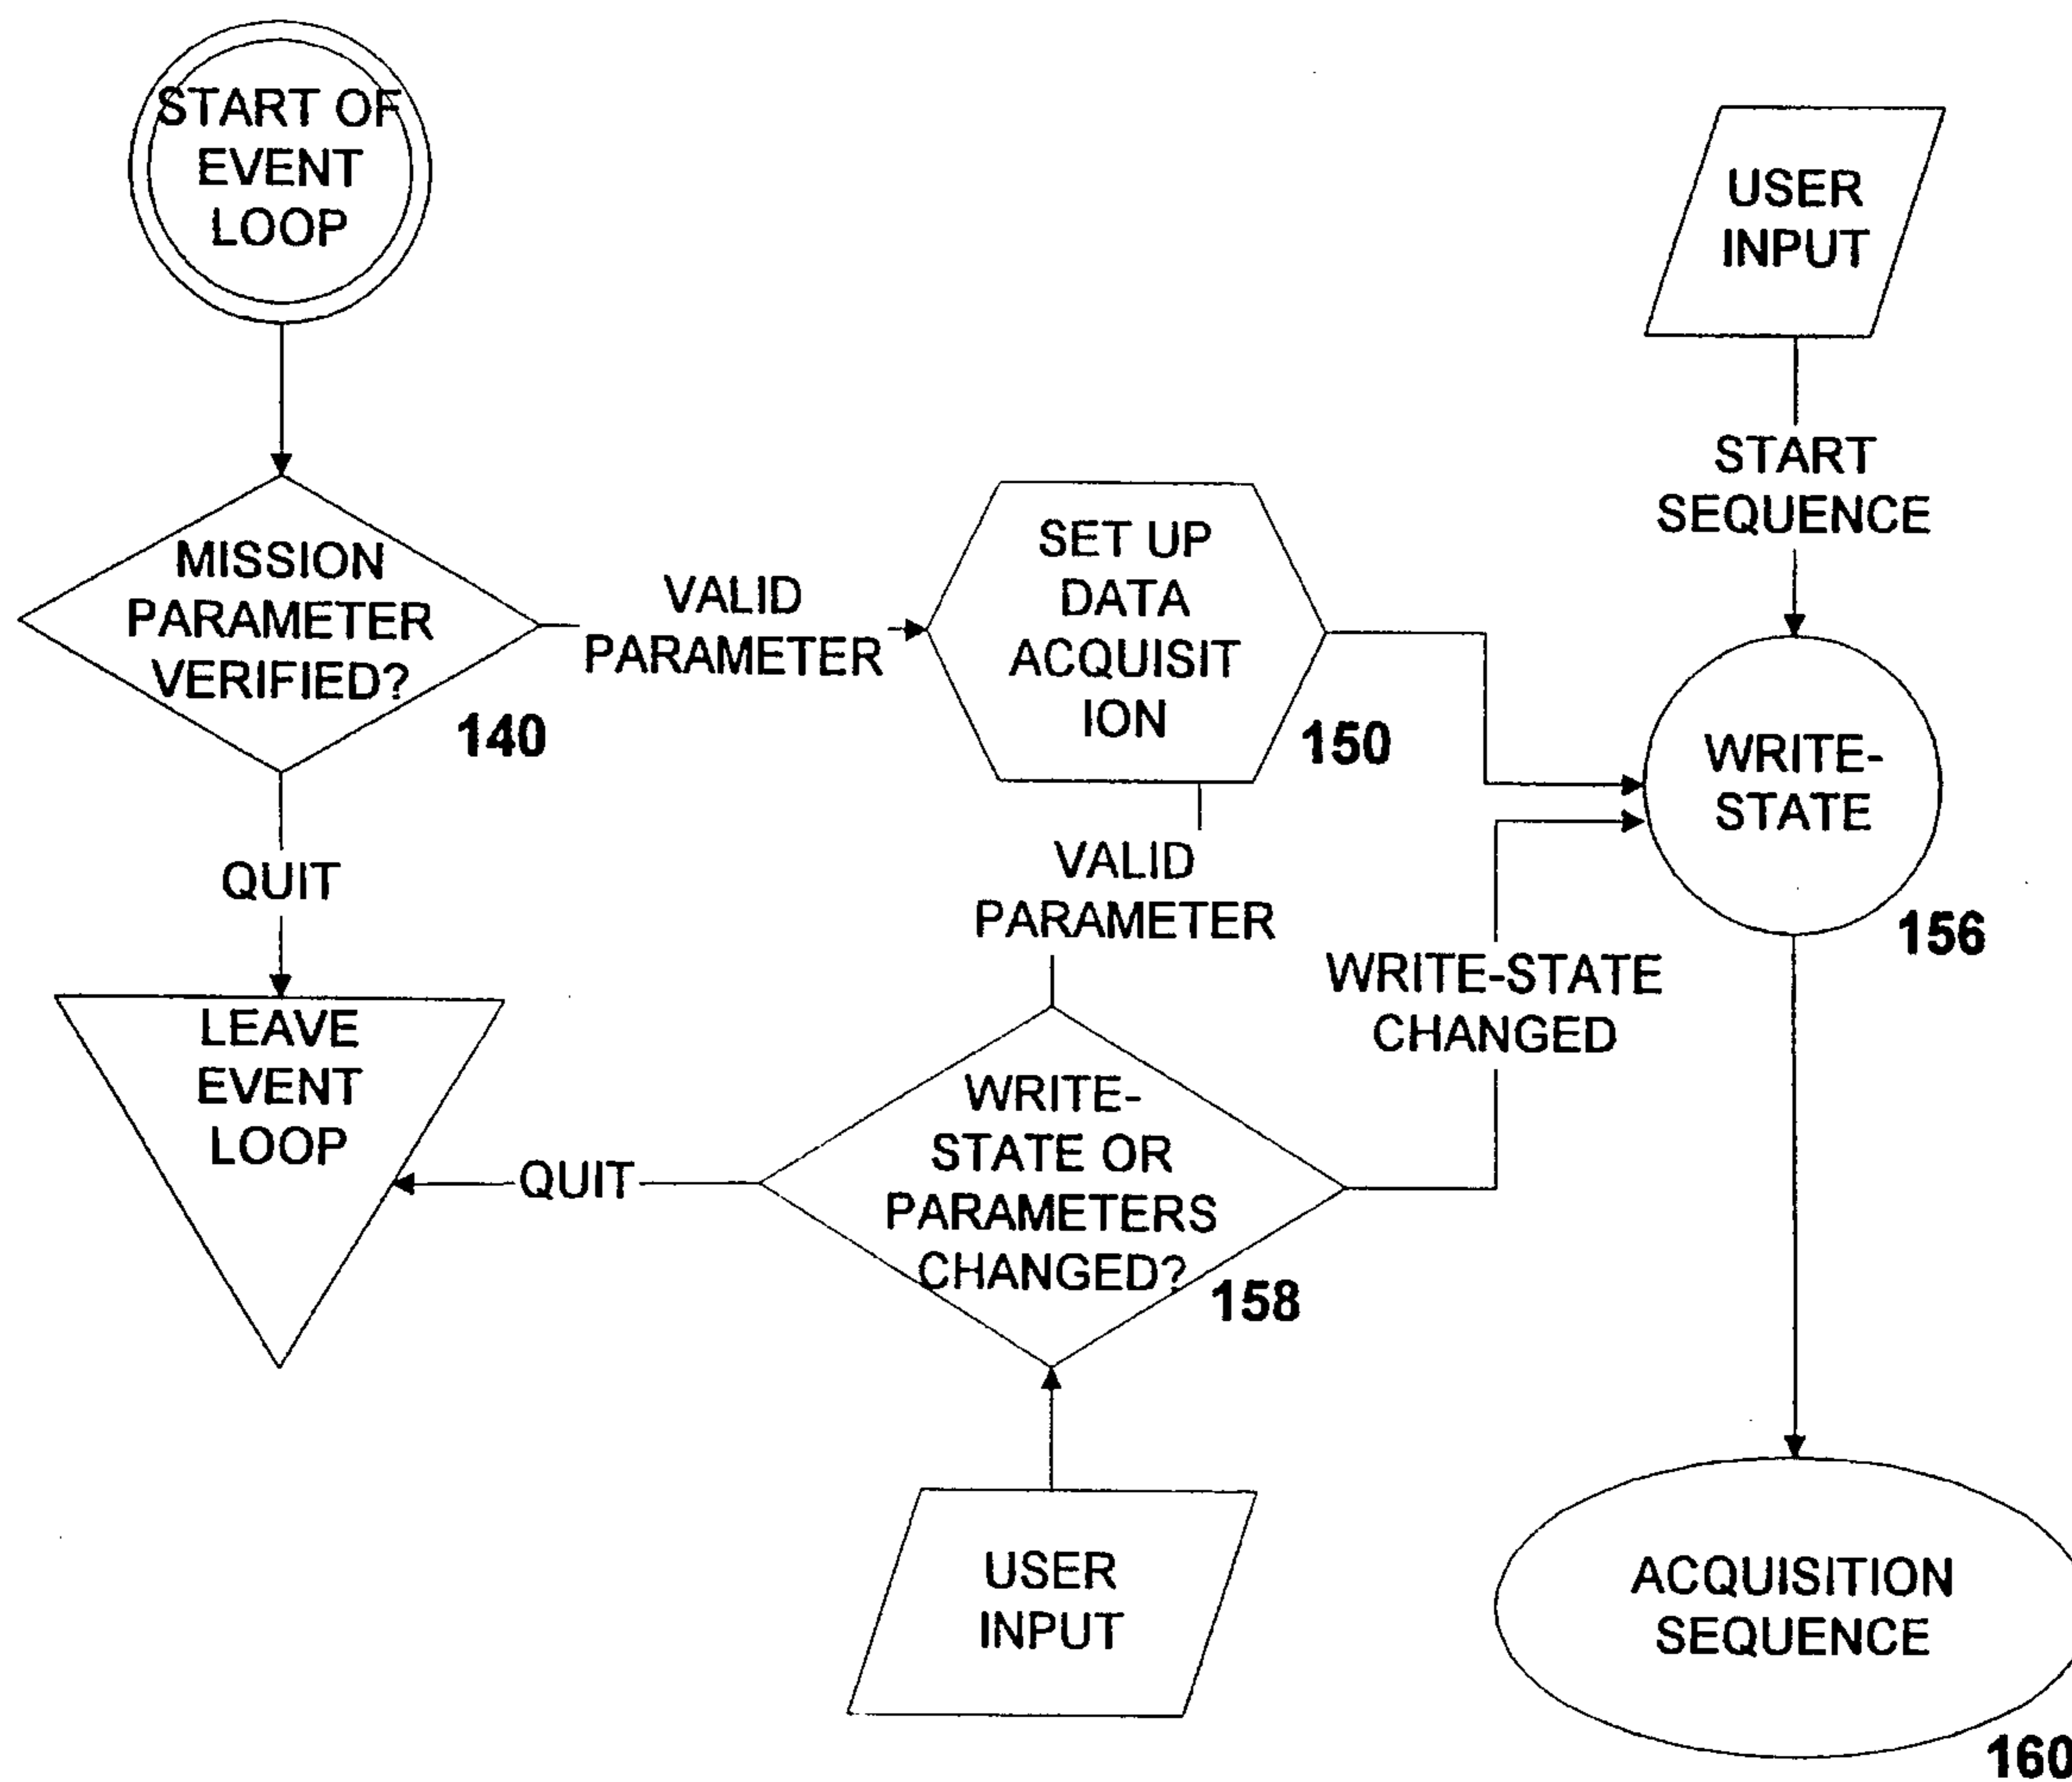 START OF
EVENT
LOOP
USER
INPUT
START
SEQUENCE
MISSION
PARAMETER
VERIFIED?
140
VALID
PARAMETER
SET UP
DATA
ACQUISIT
ION
150
WRITE-
STATE
156
QUIT
VALID
PARAMETER
WRITE-STATE
CHANGED
LEAVE
EVENT
LOOP
QUIT
WRITE-
STATE OR
PARAMETERS
CHANGED?
158
USER
INPUT
ACQUISITION
SEQUENCE
160